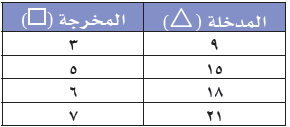 المدخلة (△) المخرجة (□)
٩ ٣
١٥ ٥
١٨ ٦
٢١ ٧